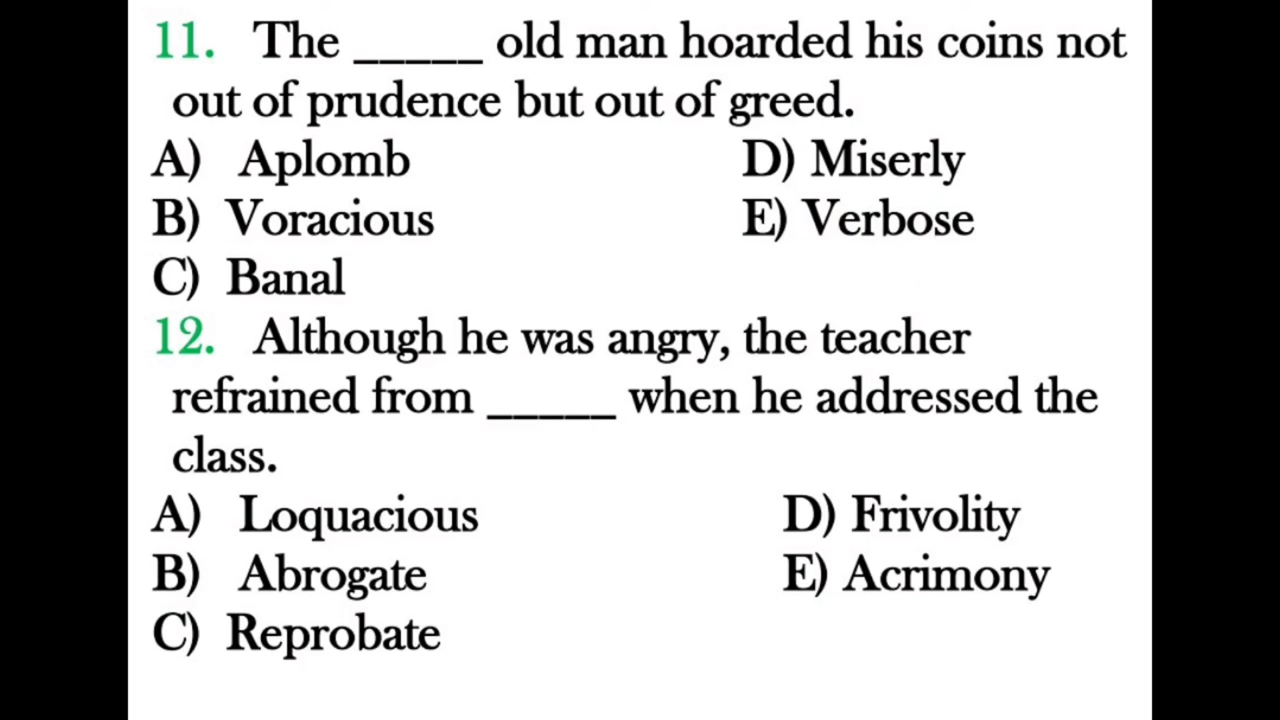 11. The _____ old man hoarded his coins not
out of prudence but out of greed.
A) Aplomb D) Miserly
B) Voracious E) Verbose
C) Banal
12. Although he was angry, the teacher
refrained from _____ when he addressed the
class.
A) Loquacious D) Frivolity
B) Abrogate E) Acrimony
C) Reprobate